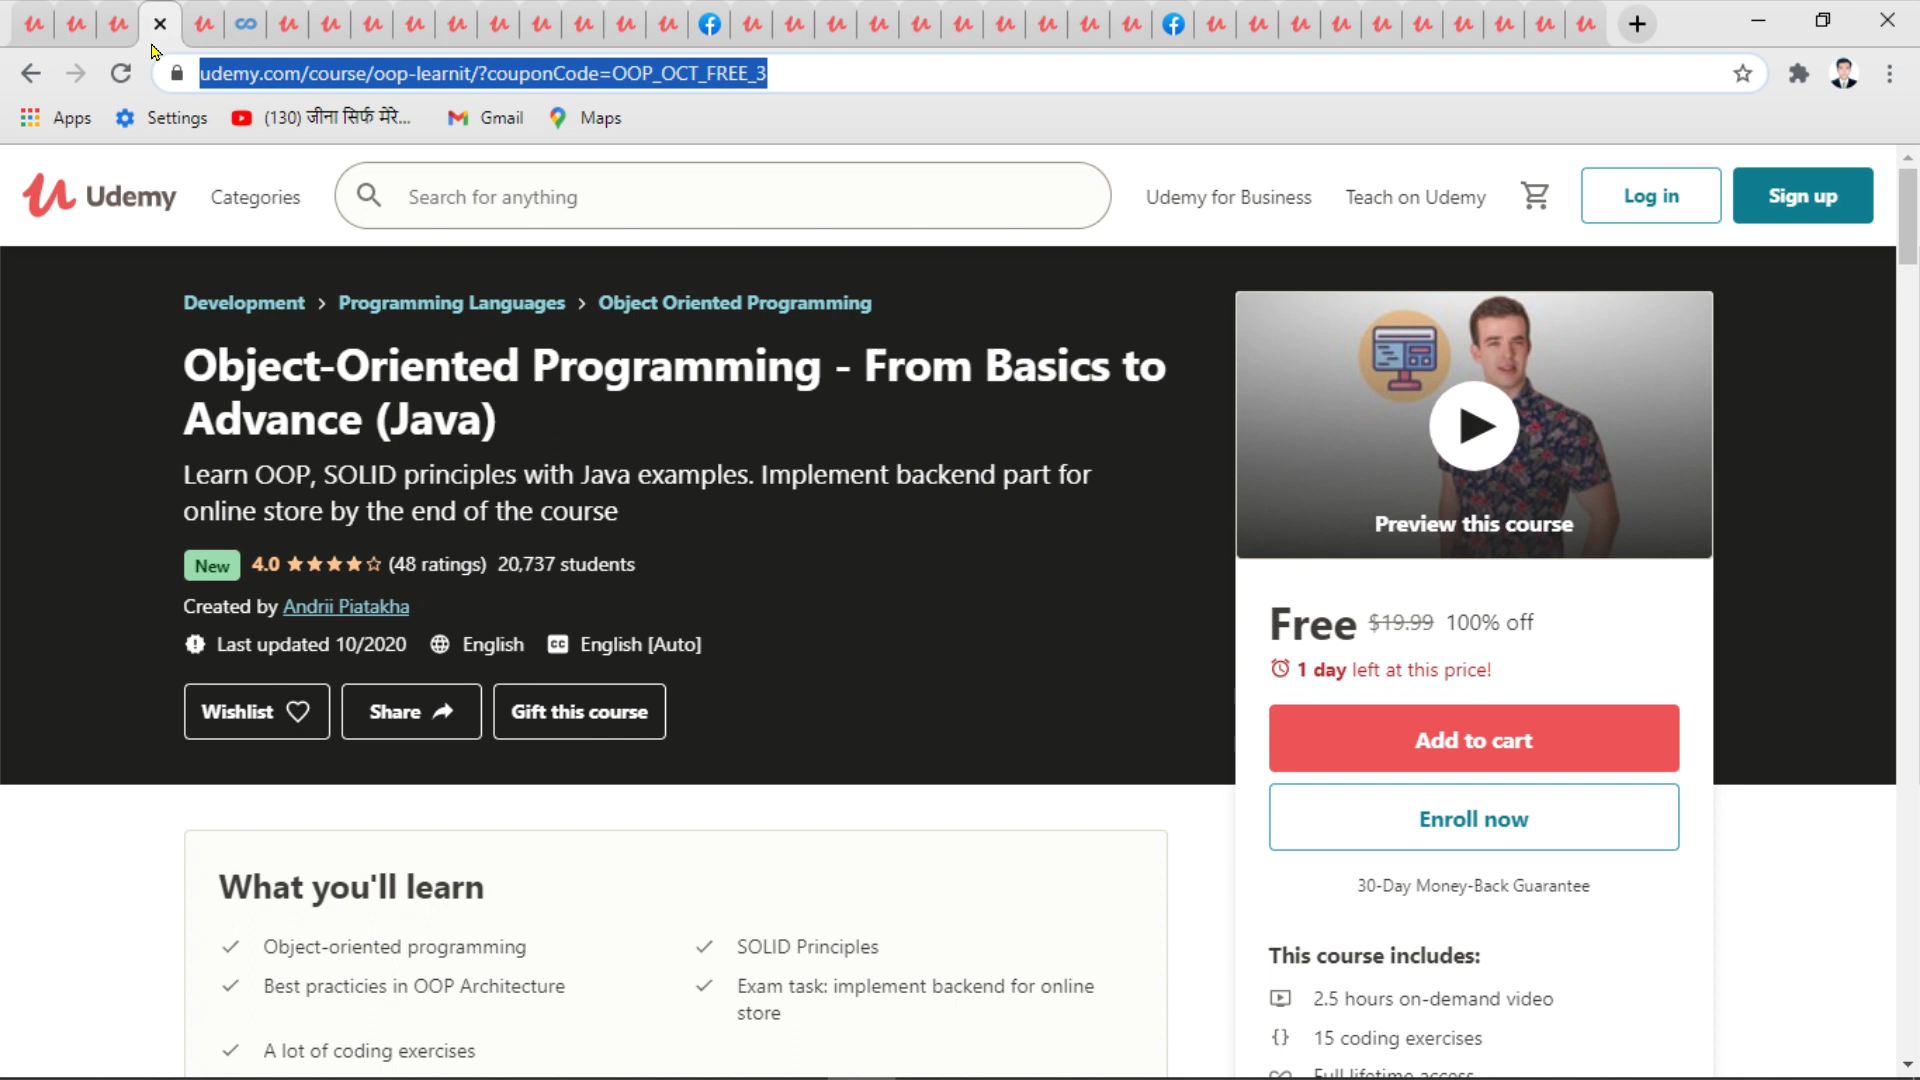 udemy.com/course/oop-learnit/?couponCode=OOP_OCT_FREE_3
Apps
Settings
(130) जीना सिर्फ मेरे...
Gmail
Maps
Udemy
Categories
Search for anything
Udemy for Business
Teach on Udemy
Log in
Sign up
Development > Programming Languages > Object Oriented Programming
Object-Oriented Programming - From Basics to
Advance (Java)
Learn OOP, SOLID principles with Java examples. Implement backend part for
online store by the end of the course
New 4.0 (48 ratings) 20,737 students
Created by Andrii Piatakha
Last updated 10/2020 English CC English [Auto]
Wishlist
Share
Gift this course
Preview this course
Free $19.99 100% off
1 day left at this price!
Add to cart
Enroll now
30-Day Money-Back Guarantee
This course includes:
2.5 hours on-demand video
{} 15 coding exercises
Full lifetime access
What you'll learn
Object-oriented programming
SOLID Principles
Best practicies in OOP Architecture
Exam task: implement backend for online
store
A lot of coding exercises